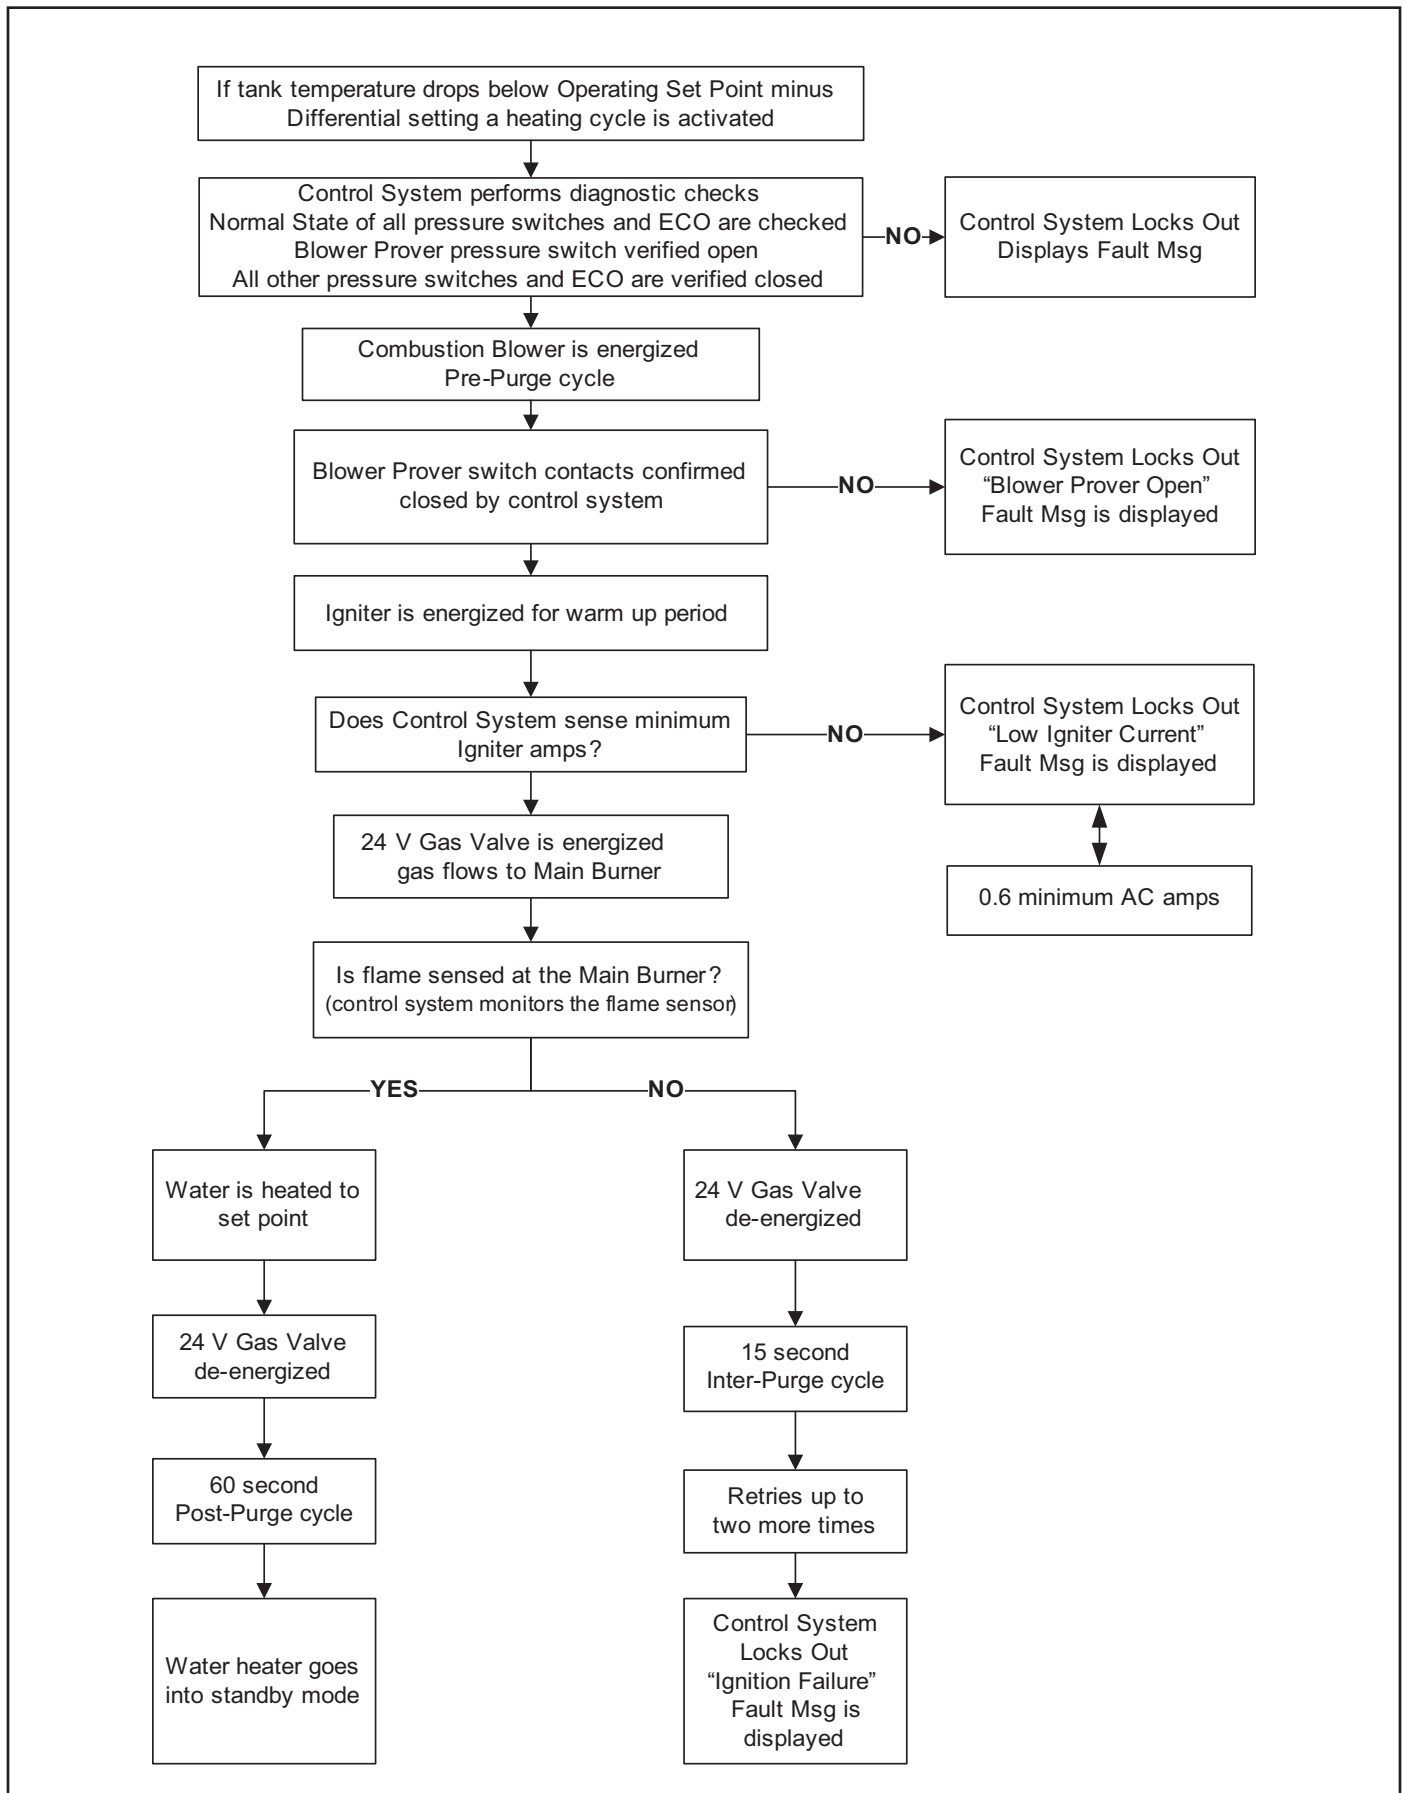 If tank temperature drops below Operating Set Point minus
Differential setting a heating cycle is activated
Control System performs diagnostic checks
Normal State of all pressure switches and ECO are checked
Blower Prover pressure switch verified open
All other pressure switches and ECO are verified closed
NO
Control System Locks Out
Displays Fault Msg
Combustion Blower is energized
Pre-Purge cycle
Blower Prover switch contacts confirmed
closed by control system
NO
Control System Locks Out
“Blower Prover Open”
Fault Msg is displayed
Igniter is energized for warm up period
Does Control System sense minimum
Igniter amps?
NO
Control System Locks Out
“Low Igniter Current”
Fault Msg is displayed
0.6 minimum AC amps
24 V Gas Valve is energized
gas flows to Main Burner
Is flame sensed at the Main Burner?
(control system monitors the flame sensor)
YES
NO
Water is heated to
set point
24 V Gas Valve
de-energized
60 second
Post-Purge cycle
Water heater goes
into standby mode
24 V Gas Valve
de-energized
15 second
Inter-Purge cycle
Retries up to
two more times
Control System
Locks Out
“Ignition Failure”
Fault Msg is
displayed